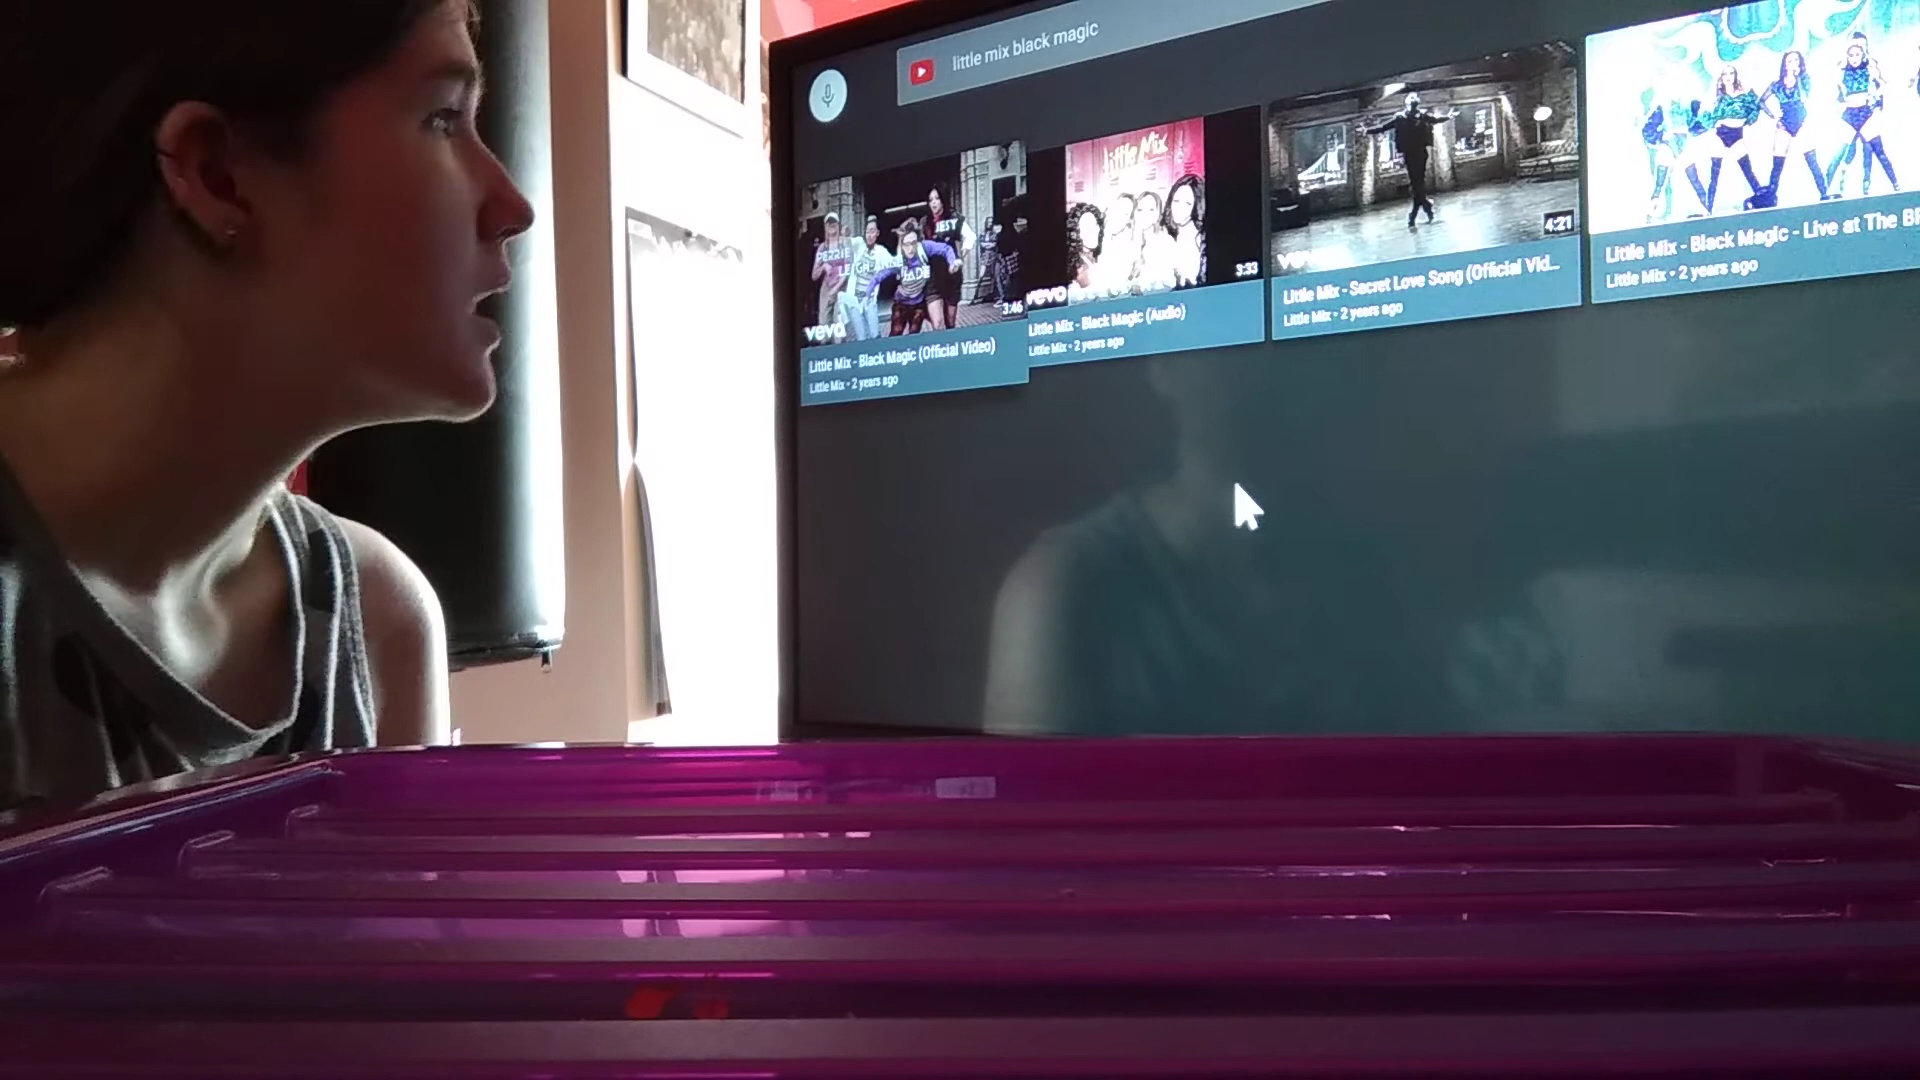 little mix black magic
PERRIE
LEIGH-ANNE
JADE
JESY
vevo
3:46
Little Mix - Black Magic (Official Video)
Little Mix • 2 years ago
Little Mix
vevo
3:33
Little Mix - Black Magic (Audio)
Little Mix • 2 years ago
vevo
4:21
Little Mix - Secret Love Song (Official Vid...
Little Mix • 2 years ago
Little Mix - Black Magic - Live at The B
Little Mix • 2 years ago